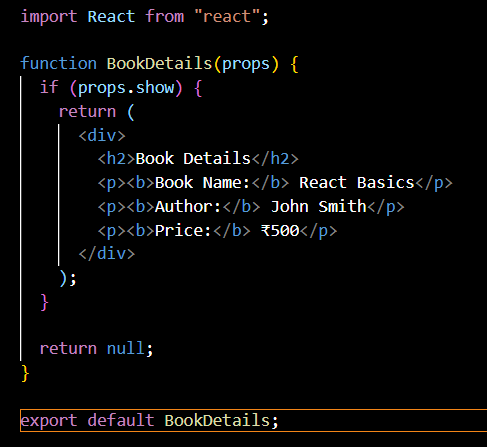 import React from "react";

function BookDetails(props) {
  if (props.show) {
    return (
      <div>
        <h2>Book Details</h2>
        <p><b>Book Name:</b> React Basics</p>
        <p><b>Author:</b> John Smith</p>
        <p><b>Price:</b> ₹500</p>
      </div>
    );
  }

  return null;
}

export default BookDetails;